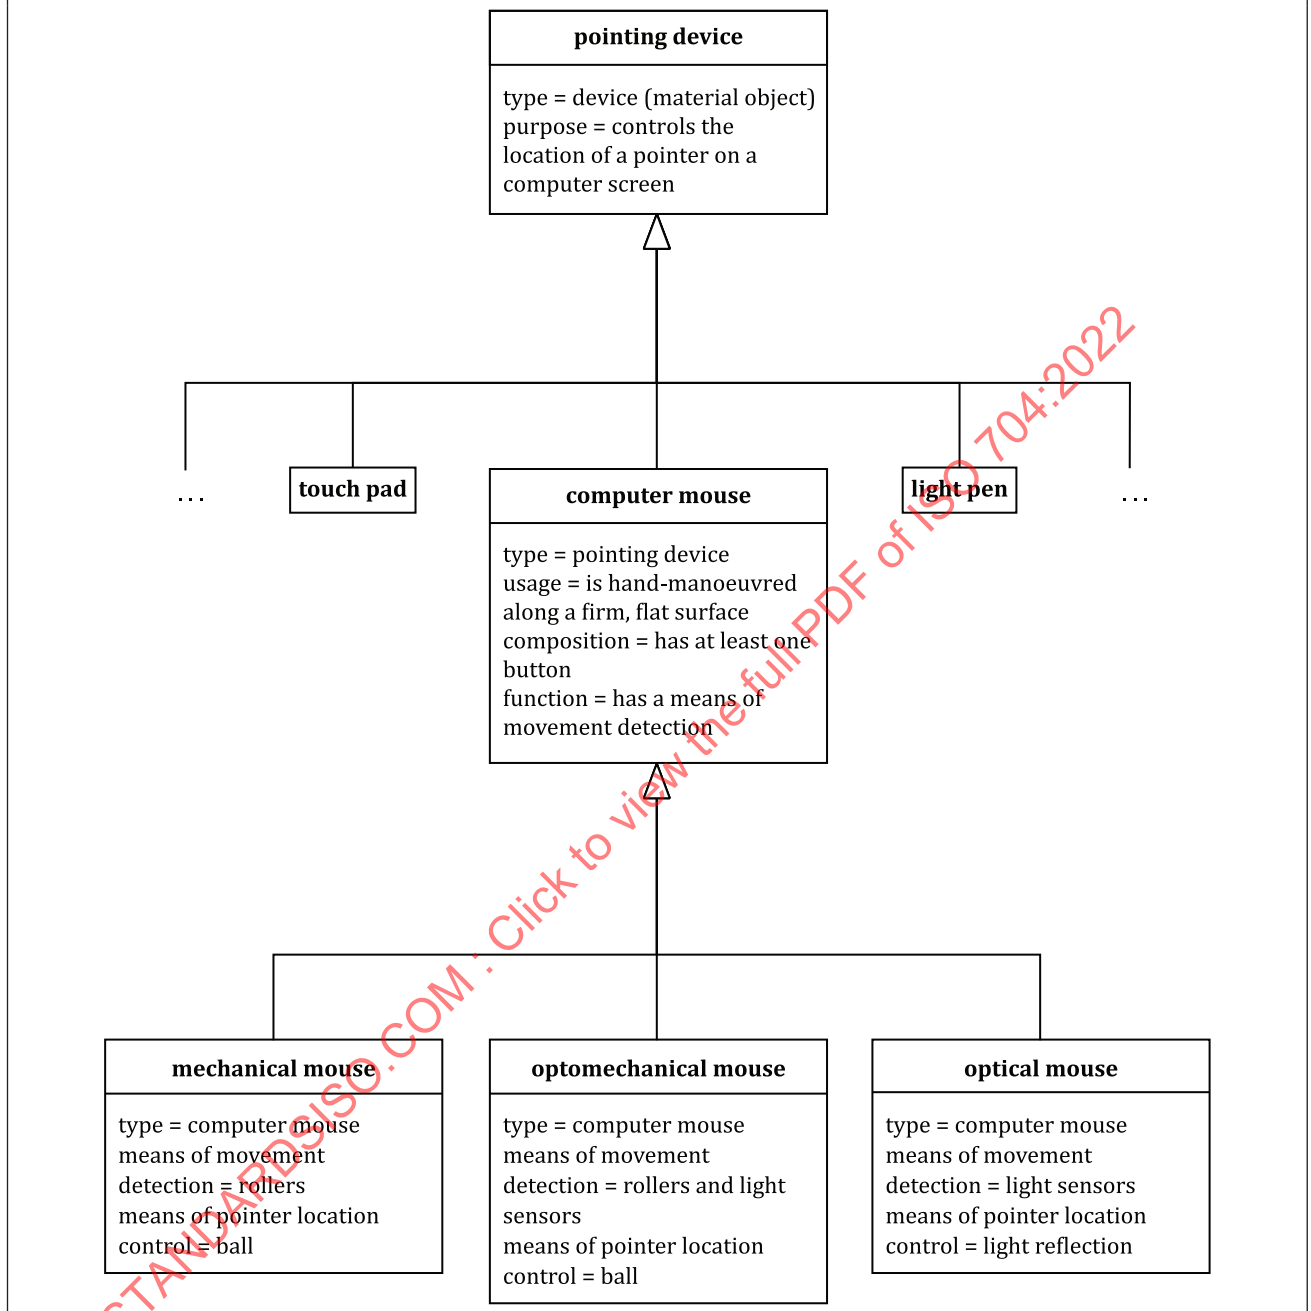 pointing device
type = device (material object)
purpose = controls the
location of a pointer on a
computer screen
...
touch pad
computer mouse
type = pointing device
usage = is hand-manoeuvred
along a firm, flat surface
composition = has at least one
button
function = has a means of
movement detection
light pen
...
mechanical mouse
type = computer mouse
means of movement
detection = rollers
means of pointer location
control = ball
optomechanical mouse
type = computer mouse
means of movement
detection = rollers and light
sensors
means of pointer location
control = ball
optical mouse
type = computer mouse
means of movement
detection = light sensors
means of pointer location
control = light reflection
STANDARDSISO.COM : Click to view the full PDF of ISO 704:2022